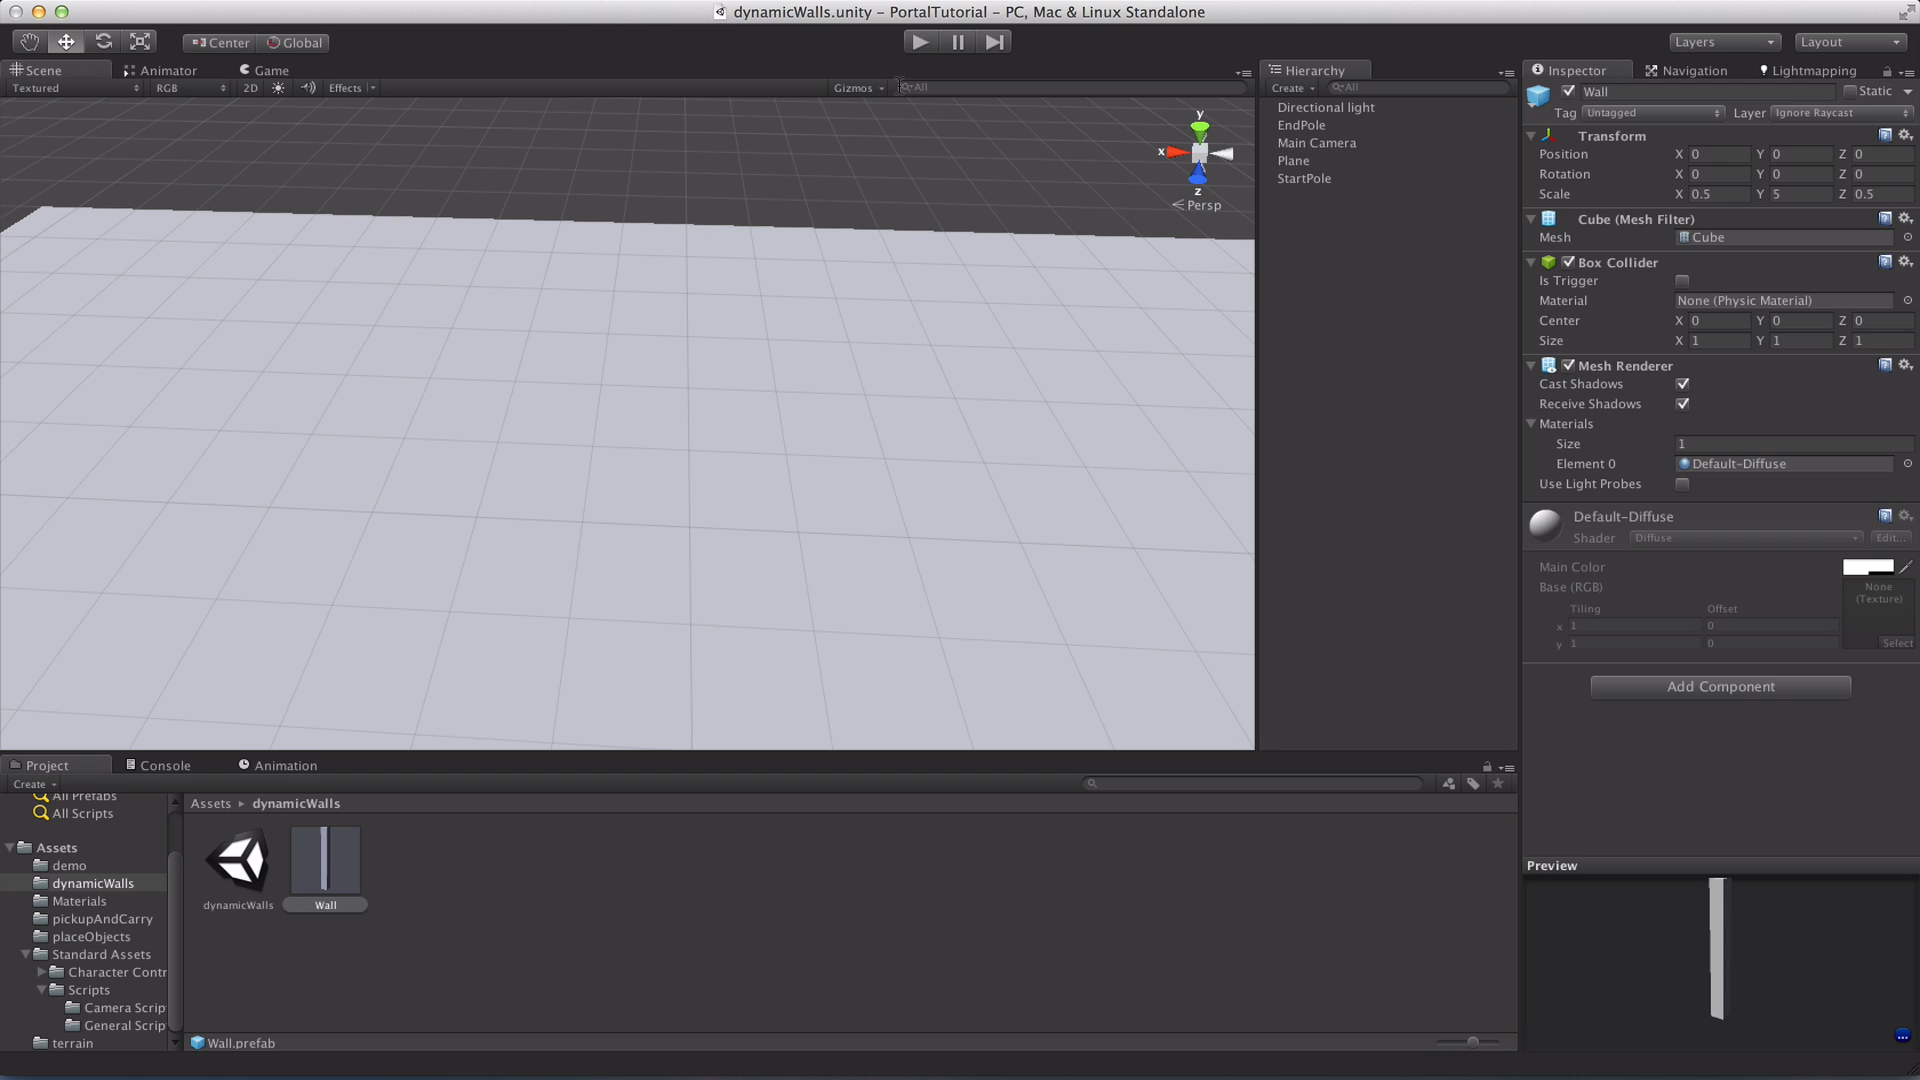 dynamicWalls.unity – PortalTutorial – PC, Mac & Linux Standalone
Center Global Layers Layout
Scene Animator Game
Textured RGB 2D Effects Gizmos All
y
x
z
Persp
Hierarchy
Create All
Directional light
EndPole
Main Camera
Plane
StartPole
Inspector Navigation Lightmapping
Wall Static
Tag Untagged Layer Ignore Raycast
Transform
Position X 0 Y 0 Z 0
Rotation X 0 Y 0 Z 0
Scale X 0.5 Y 5 Z 0.5
Cube (Mesh Filter)
Mesh Cube
Box Collider
Is Trigger
Material None (Physic Material)
Center X 0 Y 0 Z 0
Size X 1 Y 1 Z 1
Mesh Renderer
Cast Shadows
Receive Shadows
Materials
Size 1
Element 0 Default-Diffuse
Use Light Probes
Default-Diffuse
Shader Diffuse Edit...
Main Color
Base (RGB) None
(Texture)
Tiling Offset
x 1 0
y 1 0 Select
Add Component
Preview
Project Console Animation
Create
All Prefabs
All Scripts
Assets
demo
dynamicWalls
Materials
pickupAndCarry
placeObjects
Standard Assets
Character Contr
Scripts
Camera Scrip
General Scrip
terrain
Assets dynamicWalls
dynamicWalls Wall
Wall.prefab